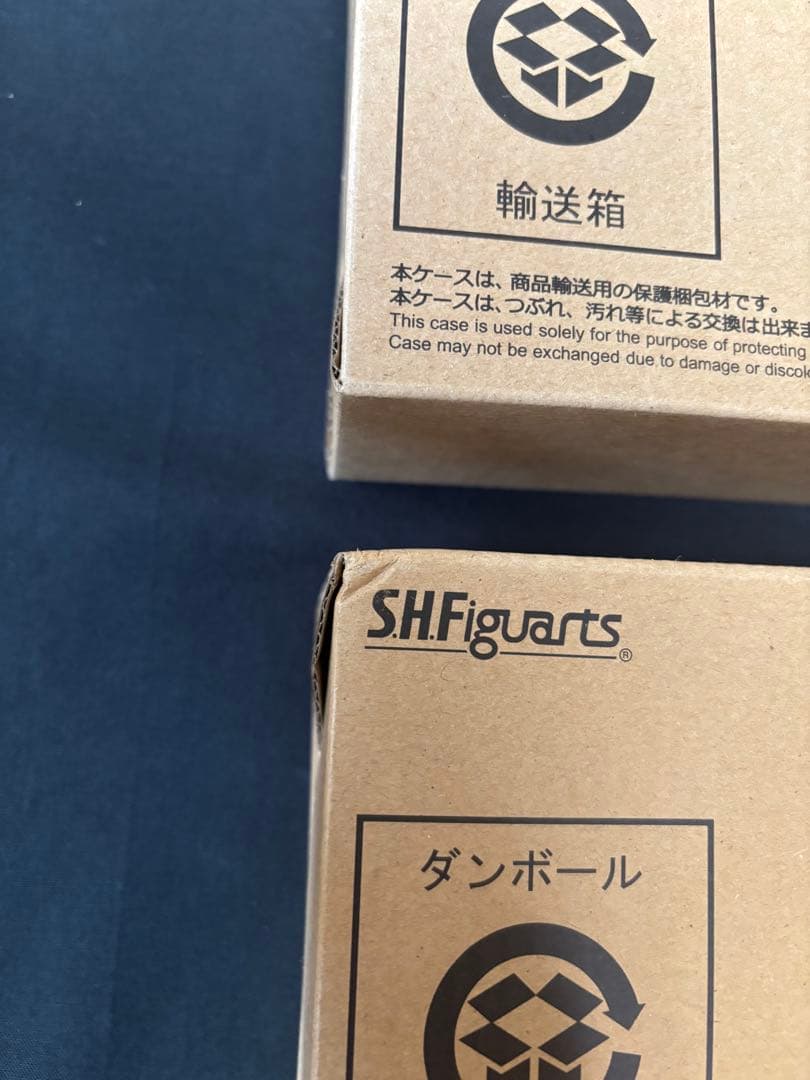 輸送箱
本ケースは、商品輸送用の保護梱包材です。
本ケースは、つぶれ、汚れ等による交換は出来ま
This case is used solely for the purpose of protecting
Case may not be exchanged due to damage or discol
S.H.Figuarts®
ダンボール